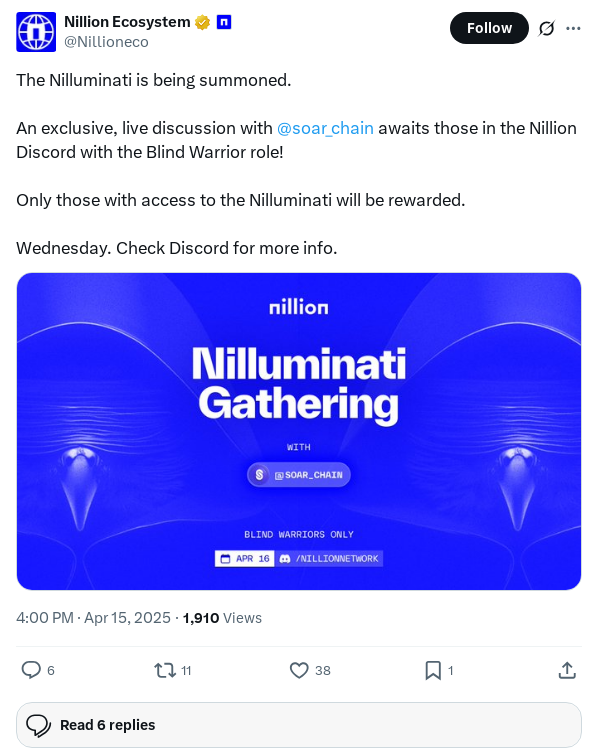 Nillion Ecosystem
@Nillioneco
Follow
The Nilluminati is being summoned.
An exclusive, live discussion with @soar_chain awaits those in the Nillion
Discord with the Blind Warrior role!
Only those with access to the Nilluminati will be rewarded.
Wednesday. Check Discord for more info.
nillion
Nilluminati
Gathering
WITH
@SOAR_CHAIN
BLIND WARRIORS ONLY
APR 16 /NILLIONNETWORK
4:00 PM · Apr 15, 2025 · 1,910 Views
6 11 38 1
Read 6 replies